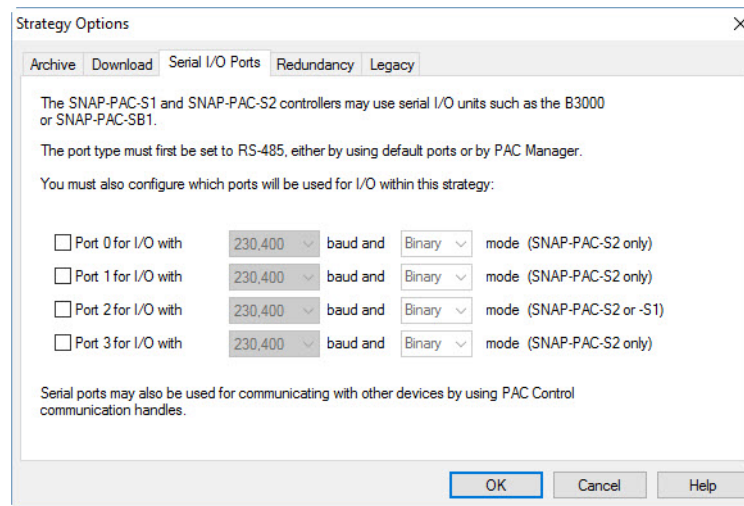 Strategy Options
Archive Download Serial I/O Ports Redundancy Legacy
The SNAP-PAC-S1 and SNAP-PAC-S2 controllers may use serial I/O units such as the B3000
or SNAP-PAC-SB1.
The port type must first be set to RS-485, either by using default ports or by PAC Manager.
You must also configure which ports will be used for I/O within this strategy:
Port 0 for I/O with 230,400 baud and Binary mode (SNAP-PAC-S2 only)
Port 1 for I/O with 230,400 baud and Binary mode (SNAP-PAC-S2 only)
Port 2 for I/O with 230,400 baud and Binary mode (SNAP-PAC-S2 or -S1)
Port 3 for I/O with 230,400 baud and Binary mode (SNAP-PAC-S2 only)
Serial ports may also be used for communicating with other devices by using PAC Control
communication handles.
OK Cancel Help